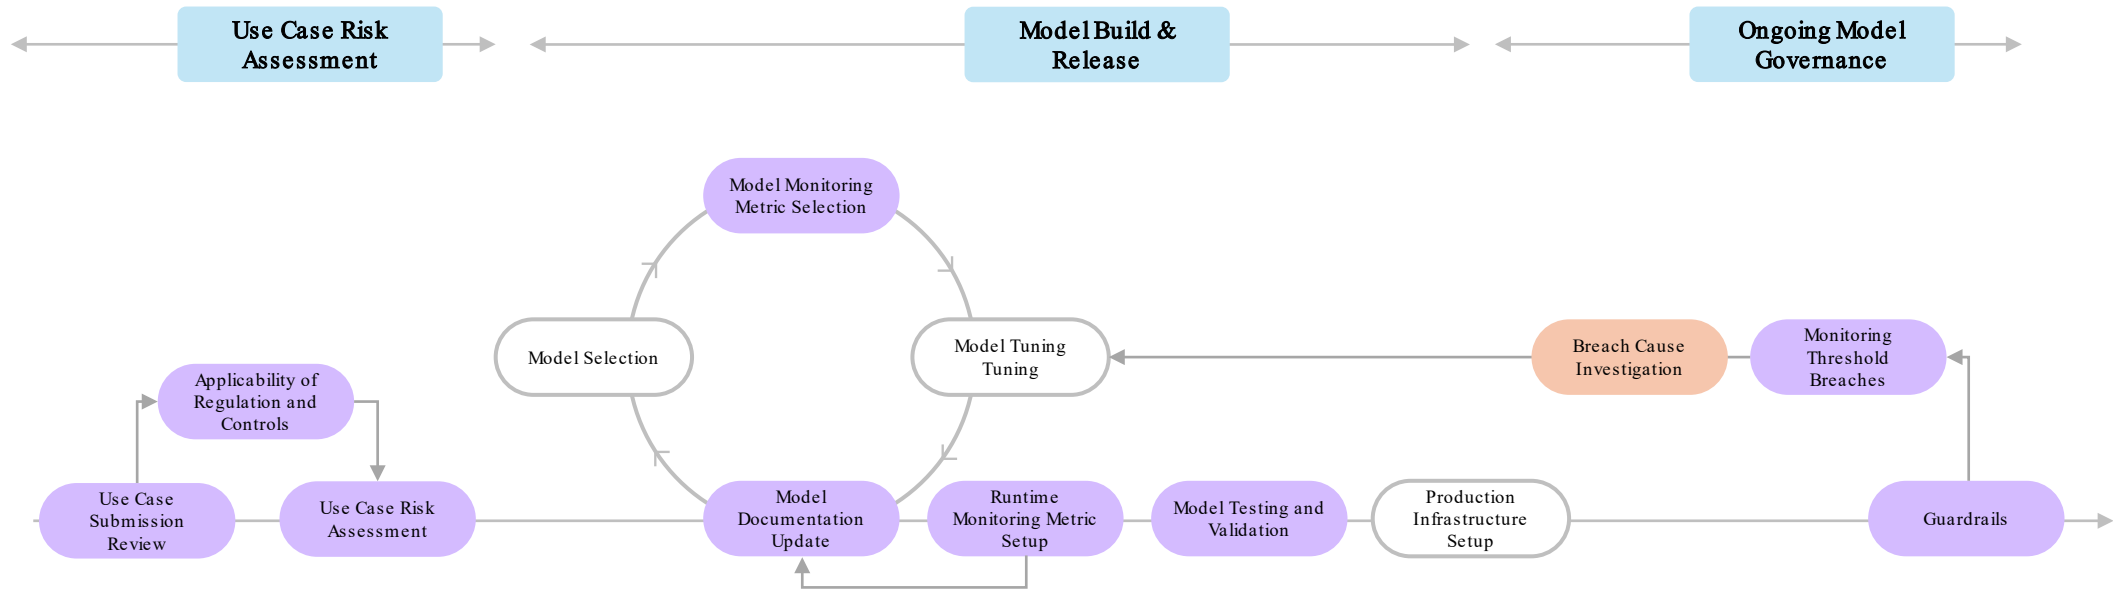 Use Case Risk
Assessment
Model Build &
Release
Ongoing Model
Governance
Model Monitoring
Metric Selection
Model Selection
Model Tuning
Tuning
Breach Cause
Investigation
Monitoring
Threshold
Breaches
Applicability of
Regulation and
Controls
Use Case
Submission
Review
Use Case Risk
Assessment
Model
Documentation
Update
Runtime
Monitoring Metric
Setup
Model Testing and
Validation
Production
Infrastructure
Setup
Guardrails